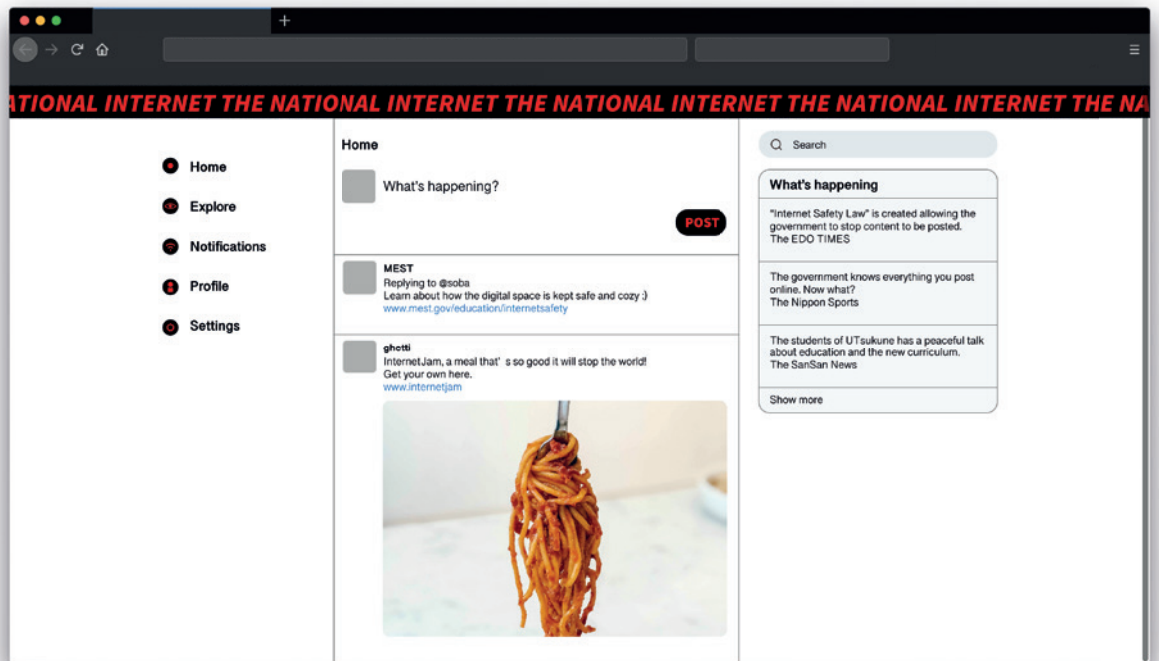 ATIONAL INTERNET THE NATIONAL INTERNET THE NATIONAL INTERNET THE NATIONAL INTERNET THE NA
Home
Explore
Notifications
Profile
Settings
Home
What's happening?
POST
MEST
Replying to @soba
Learn about how the digital space is kept safe and cozy :)
www.mest.gov/education/internetsafety
ghotti
InternetJam, a meal that's so good it will stop the world!
Get your own here.
www.internetjam
Search
What's happening
"Internet Safety Law" is created allowing the
government to stop content to be posted.
The EDO TIMES
The government knows everything you post
online. Now what?
The Nippon Sports
The students of UTsukune has a peaceful talk
about education and the new curriculum.
The SanSan News
Show more